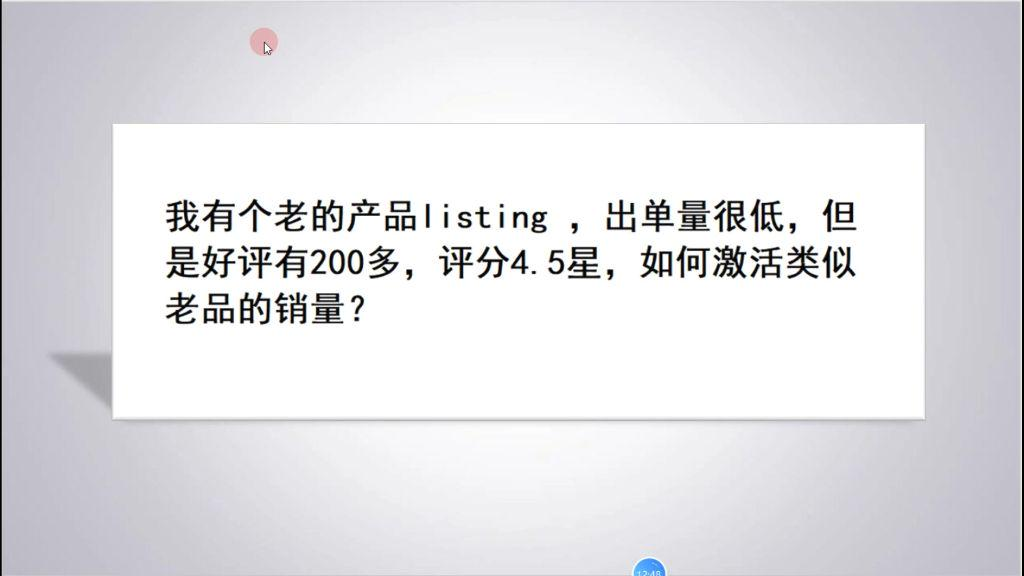 我有个老的产品listing ，出单量很低，但
是好评有200多，评分4.5星，如何激活类似
老品的销量？
12:48